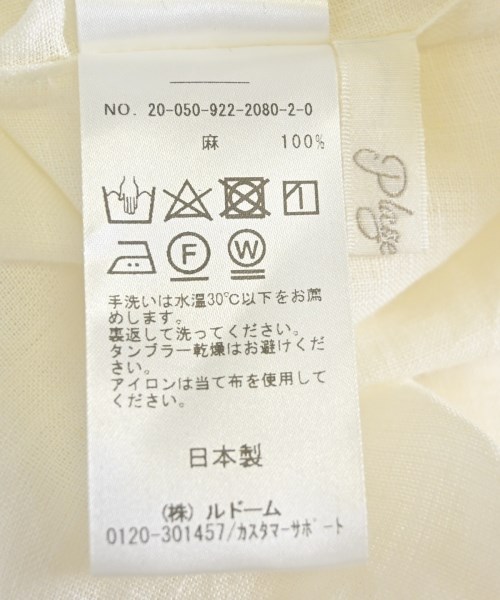 NO. 20-050-922-2080-2-0
麻 100%
Plage
F
W
手洗いは水温30℃以下をお薦
めします。
裏返して洗ってください。
タンブラー乾燥はお避けくだ
さい。
アイロンは当て布を使用して
ください。
日本製
(株) ルドーム
0120-301457/カスタマーサポート